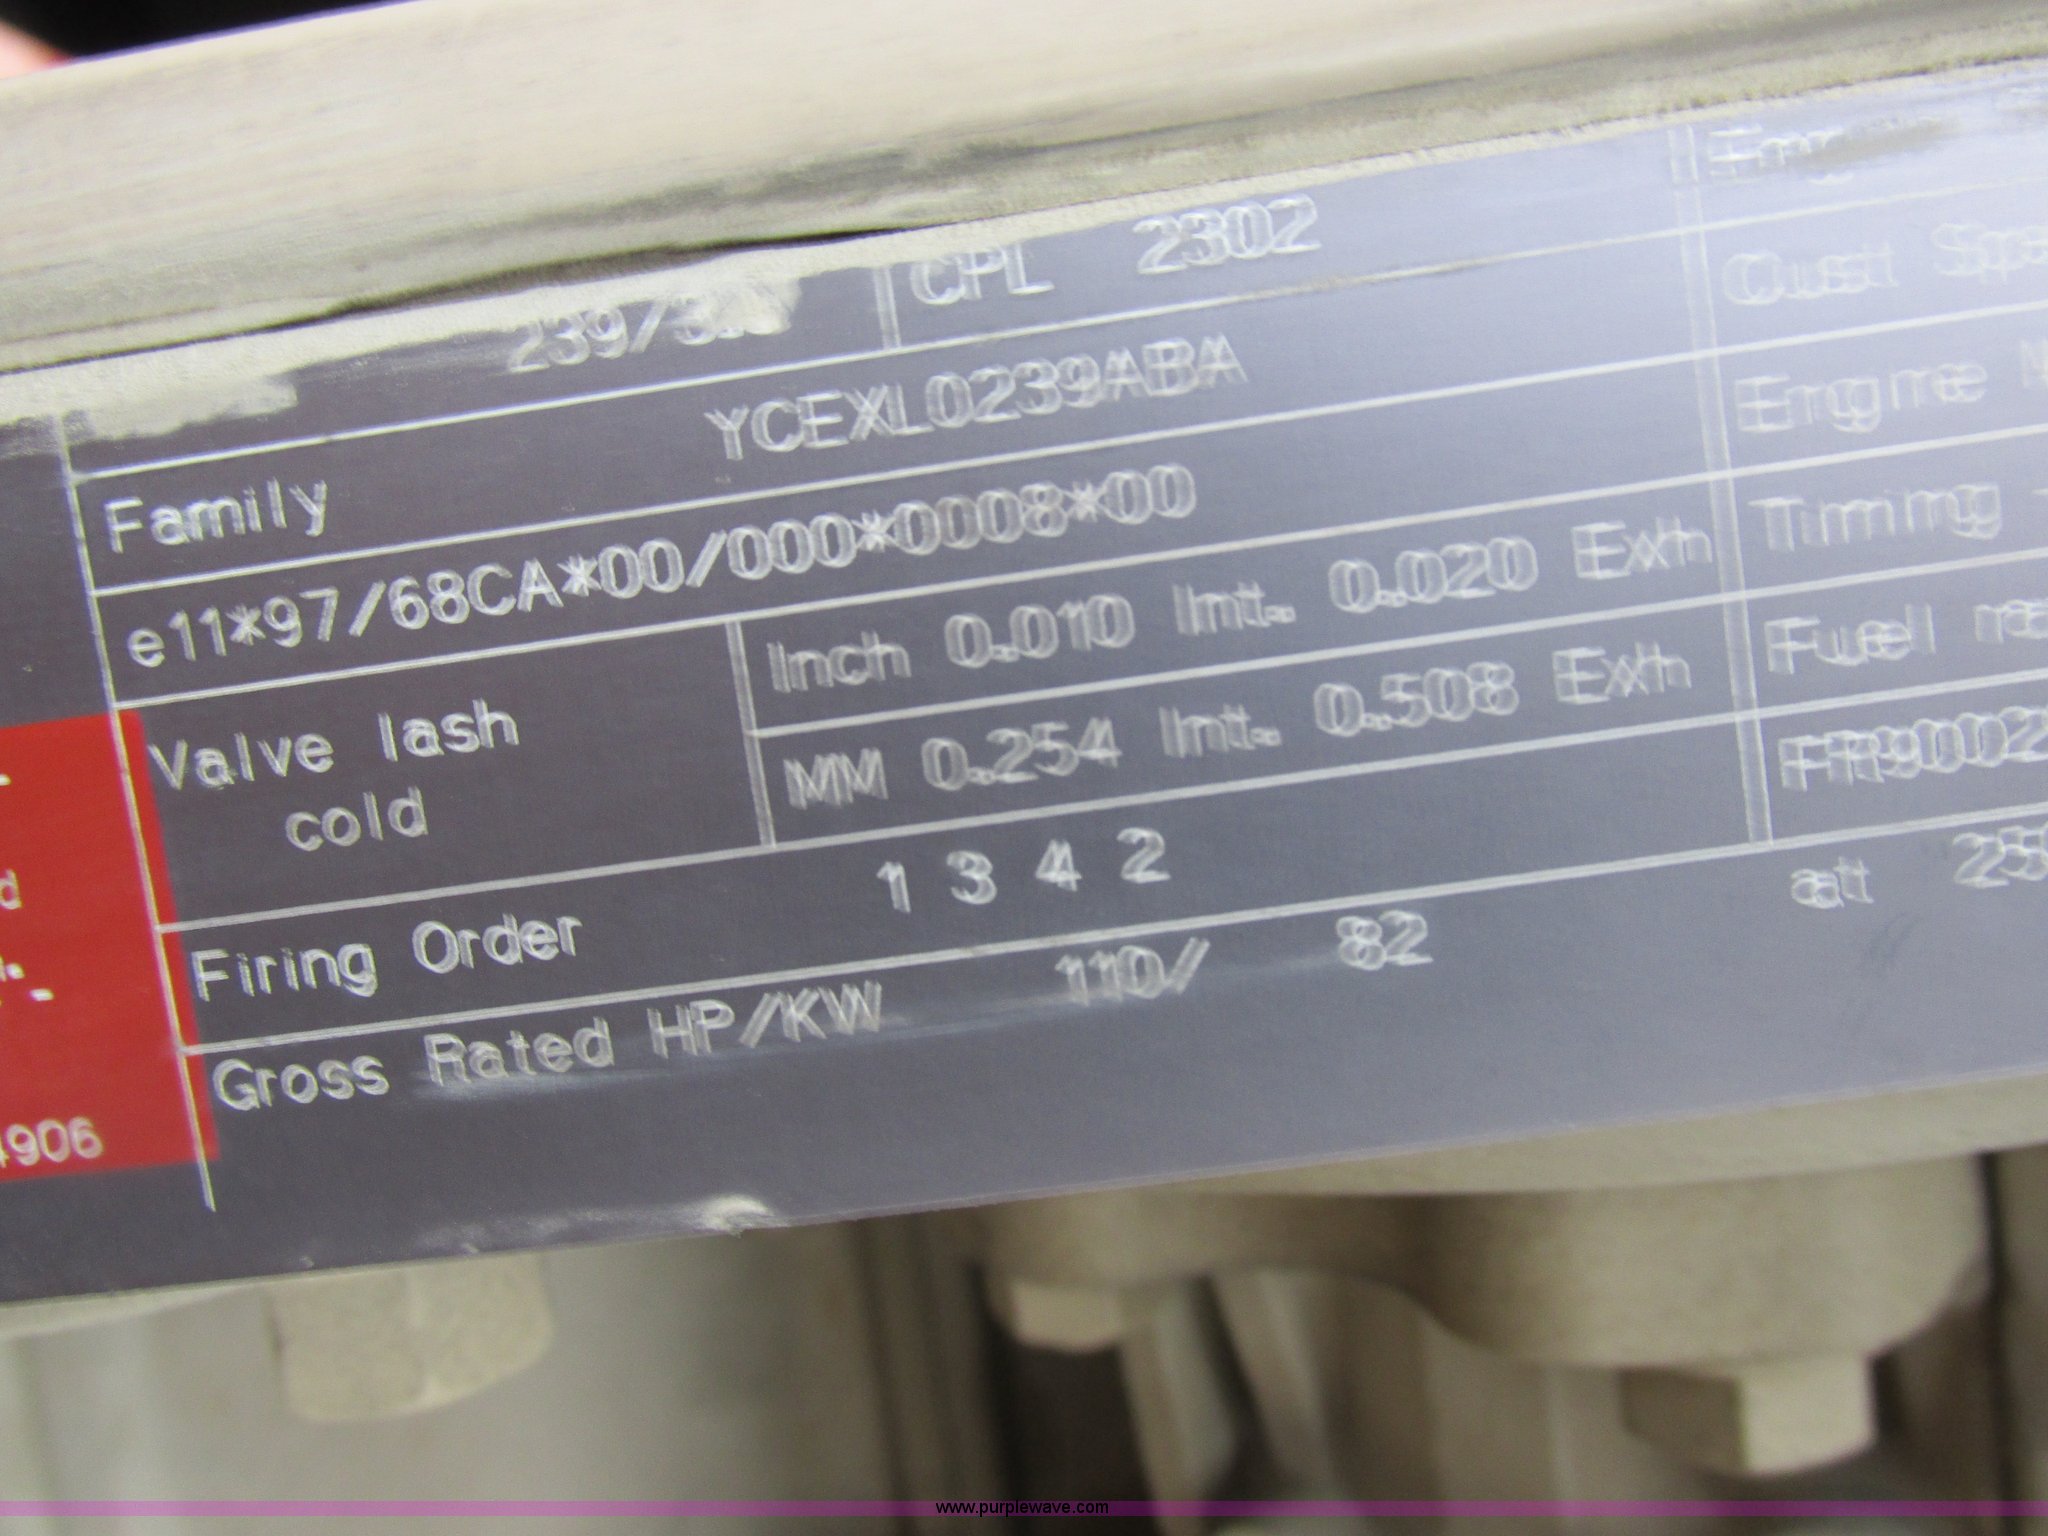 239/
CPL 2302
Cust
Family YCEXL0239ABA
Engine
e11*97/68CA*00/000*0008*00
Timing
Valve lash cold
Inch 0.010 Int. 0.020 Exh
Fuel
MM 0.254 Int. 0.508 Exh
Firing Order 1 3 4 2
Gross Rated HP/KW 110/ 82
at
906
www.purplewave.com